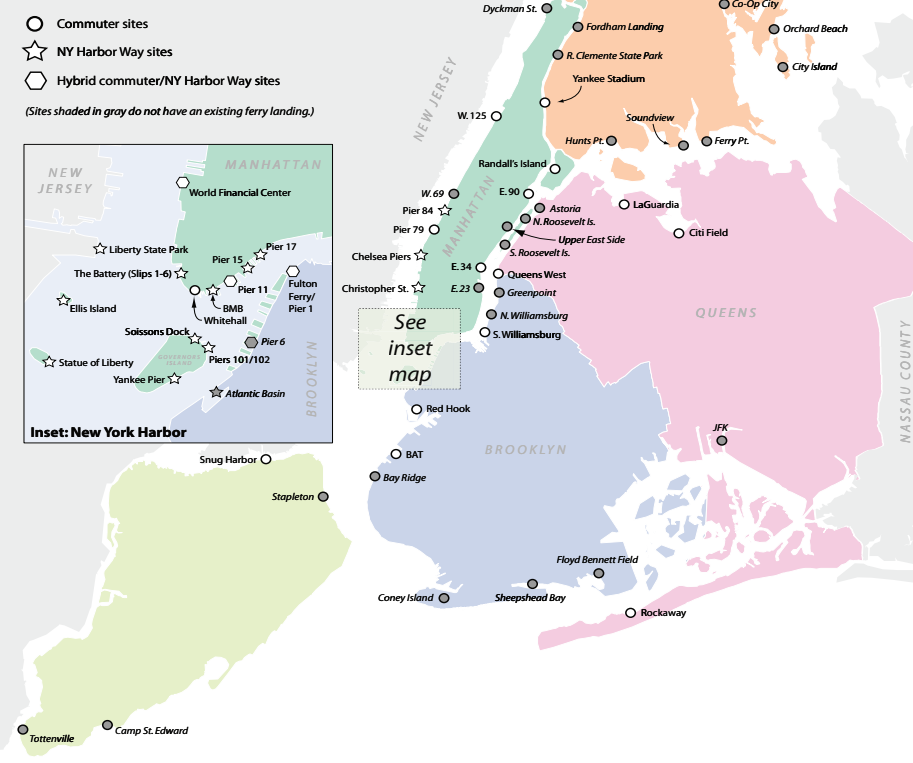 Commuter sites
NY Harbor Way sites
Hybrid commuter/NY Harbor Way sites
(Sites shaded in gray do not have an existing ferry landing.)
Dyckman St.
Co-Op City
Fordham Landing
Orchard Beach
R. Clemente State Park
City Island
Yankee Stadium
NEW JERSEY
W. 125
Soundview
Hunts Pt.
Ferry Pt.
Randall's Island
W. 69
E. 90
LaGuardia
Pier 84
Astoria
MANHATTAN
N. Roosevelt Is.
Pier 79
Citi Field
Upper East Side
S. Roosevelt Is.
Chelsea Piers
E. 34
Queens West
Christopher St.
E. 23
Greenpoint
N. Williamsburg
QUEENS
S. Williamsburg
See
inset
map
NASSAU COUNTY
Red Hook
JFK
BROOKLYN
BAT
Bay Ridge
Floyd Bennett Field
Coney Island
Sheepshead Bay
Rockaway
NEW
JERSEY
MANHATTAN
World Financial Center
Liberty State Park
Pier 17
Pier 15
The Battery (Slips 1-6)
Pier 11
Fulton
Ferry/
Pier 1
Ellis Island
BMB
Whitehall
Soissons Dock
Pier 6
GOVERNORS
ISLAND
Piers 101/102
Statue of Liberty
Yankee Pier
Atlantic Basin
BROOKLYN
Inset: New York Harbor
Snug Harbor
Stapleton
Tottenville
Camp St. Edward